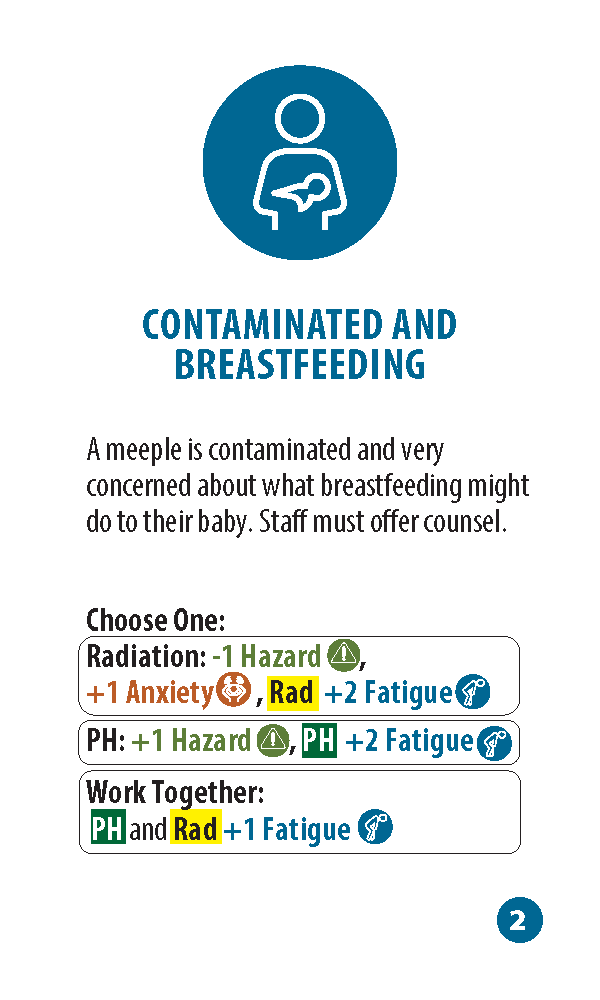 CONTAMINATED AND
BREASTFEEDING
A meeple is contaminated and very
concerned about what breastfeeding might
do to their baby. Staff must offer counsel.
Choose One:
Radiation: -1 Hazard ,
+1 Anxiety , Rad +2 Fatigue
PH: +1 Hazard , PH +2 Fatigue
Work Together:
PH and Rad +1 Fatigue
2